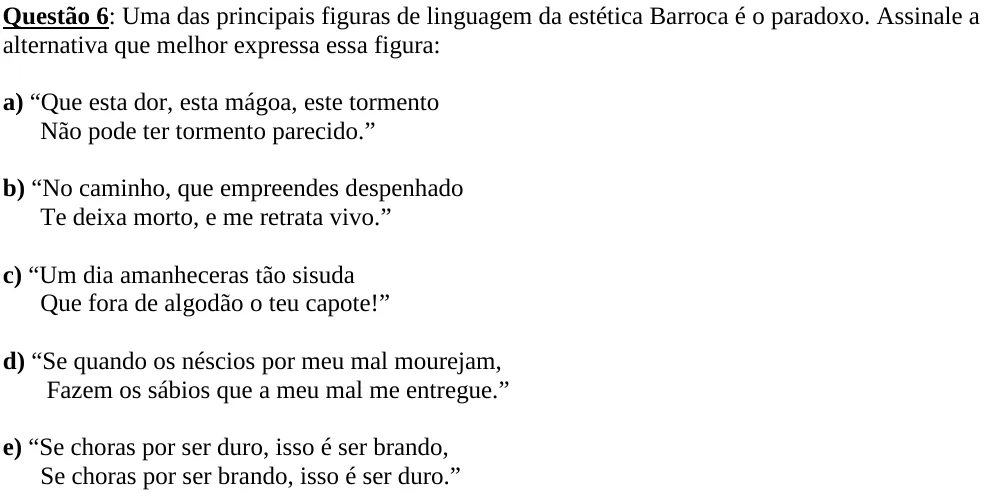 Questão 6: Uma das principais figuras de linguagem da estética Barroca é o paradoxo. Assinale a
alternativa que melhor expressa essa figura:
a) “Que esta dor, esta mágoa, este tormento
Não pode ter tormento parecido.”
b) “No caminho, que empreendes despenhado
Te deixa morto, e me retrata vivo.”
c) “Um dia amanheceras tão sisuda
Que fora de algodão o teu capote!”
d) “Se quando os néscios por meu mal mourejam,
Fazem os sábios que a meu mal me entregue.”
e) “Se choras por ser duro, isso é ser brando,
Se choras por ser brando, isso é ser duro.”